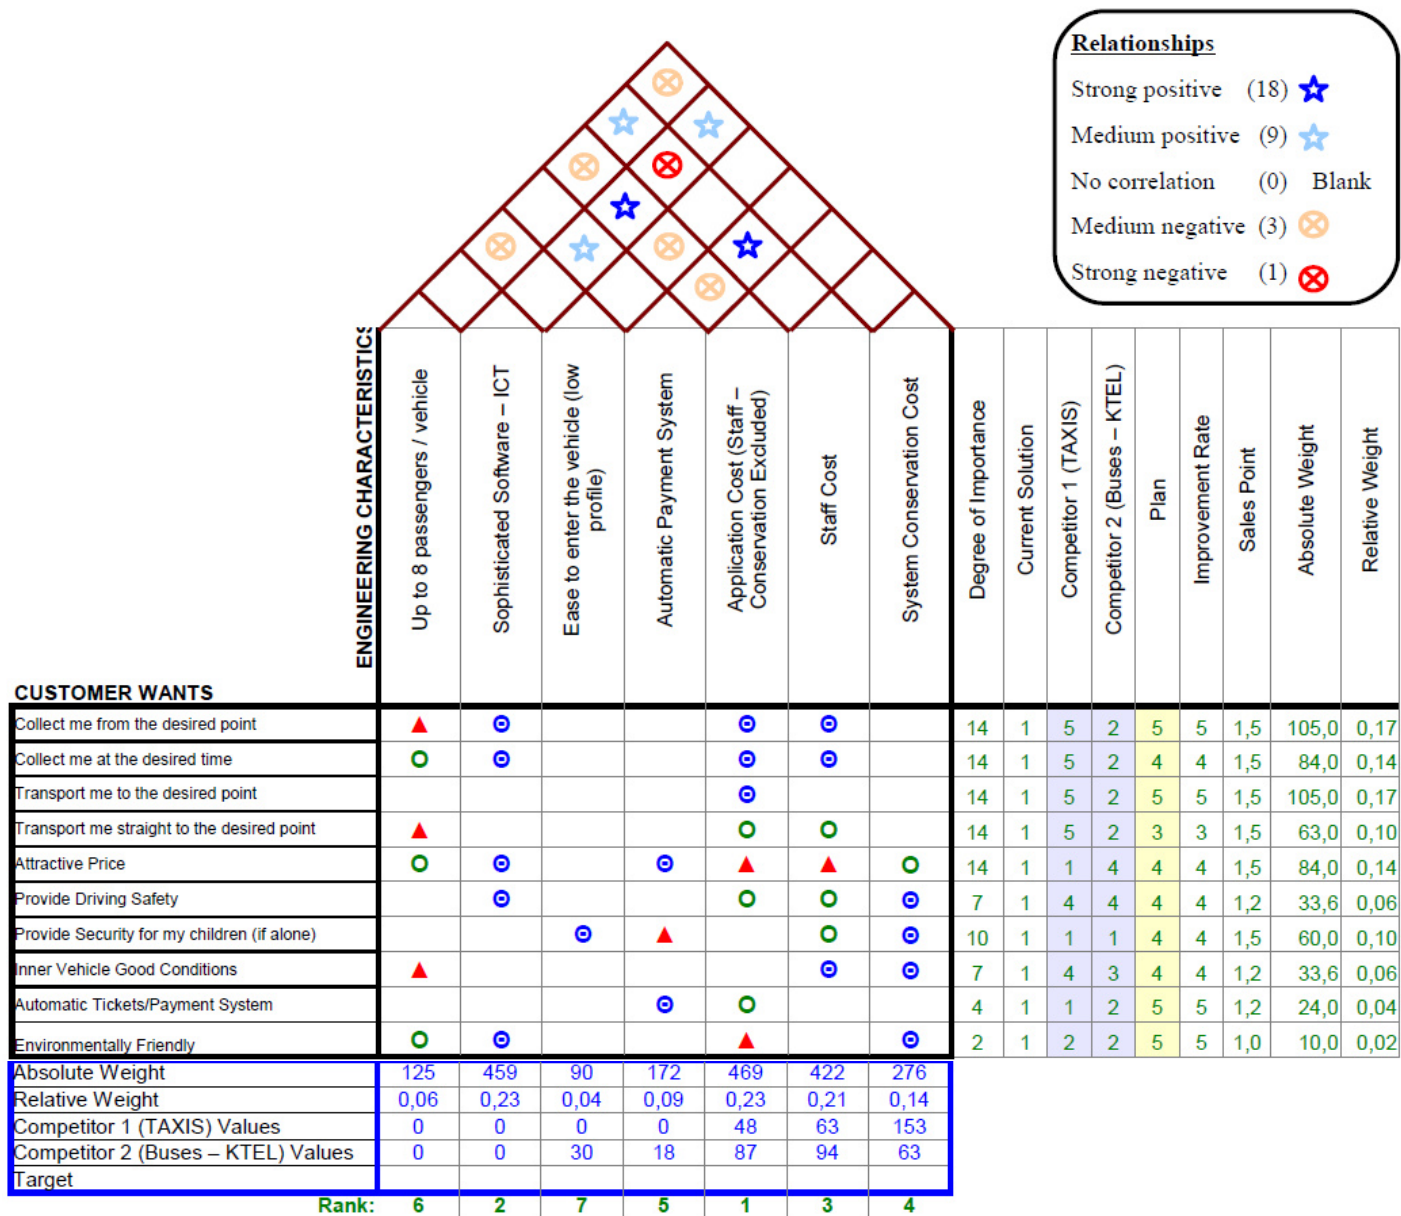 Relationships
Strong positive (18)
Medium positive (9)
No correlation (0) Blank
Medium negative (3)
Strong negative (1)
ENGINEERING CHARACTERISTICS
Up to 8 passengers / vehicle
Sophisticated Software – ICT
Ease to enter the vehicle (low
profile)
Automatic Payment System
Application Cost (Staff –
Conservation Excluded)
Staff Cost
System Conservation Cost
Degree of Importance
Current Solution
Competitor 1 (TAXIS)
Competitor 2 (Buses – KTEL)
Plan
Improvement Rate
Sales Point
Absolute Weight
Relative Weight
CUSTOMER WANTS
Collect me from the desired point 14 1 5 2 5 5 1,5 105,0 0,17
Collect me at the desired time 14 1 5 2 4 4 1,5 84,0 0,14
Transport me to the desired point 14 1 5 2 5 5 1,5 105,0 0,17
Transport me straight to the desired point 14 1 5 2 3 3 1,5 63,0 0,10
Attractive Price 14 1 1 4 4 4 1,5 84,0 0,14
Provide Driving Safety 7 1 4 4 4 4 1,2 33,6 0,06
Provide Security for my children (if alone) 10 1 1 1 4 4 1,5 60,0 0,10
Inner Vehicle Good Conditions 7 1 4 3 4 4 1,2 33,6 0,06
Automatic Tickets/Payment System 4 1 1 2 5 5 1,2 24,0 0,04
Environmentally Friendly 2 1 2 2 5 5 1,0 10,0 0,02
Absolute Weight 125 459 90 172 469 422 276
Relative Weight 0,06 0,23 0,04 0,09 0,23 0,21 0,14
Competitor 1 (TAXIS) Values 0 0 0 0 48 63 153
Competitor 2 (Buses – KTEL) Values 0 0 30 18 87 94 63
Target
Rank: 6 2 7 5 1 3 4